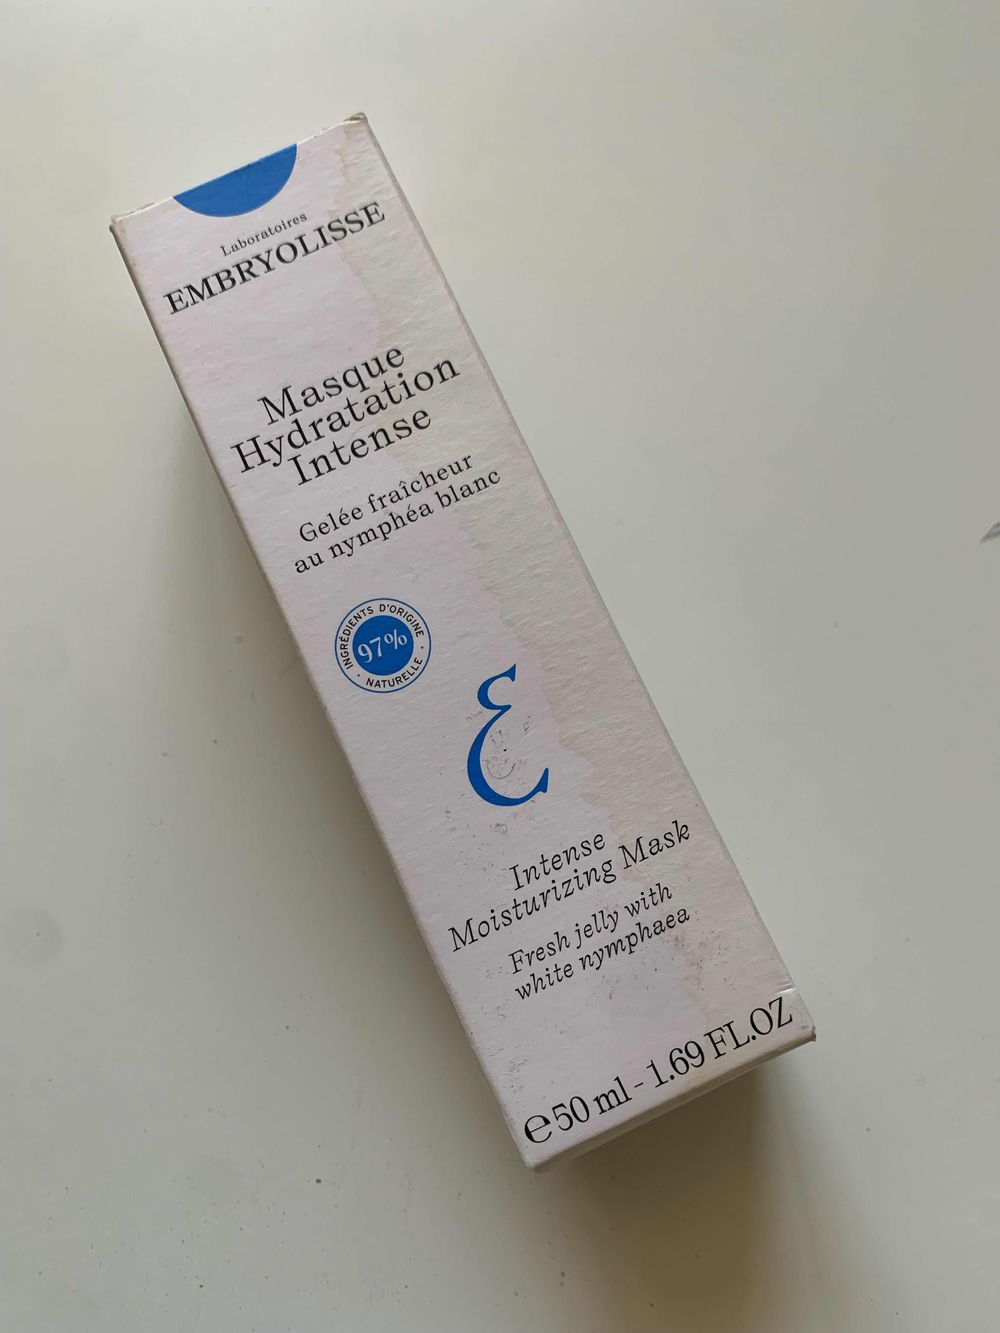 Laboratoires
EMBRYOLISSE
Masque
Hydratation
Intense
Gelée fraîcheur
au nymphéa blanc
INGRÉDIENTS D'ORIGINE
97%
· NATURELLE ·
ε
Intense
Moisturizing Mask
Fresh jelly with
white nymphaea
℮50 ml - 1.69 FL.OZ